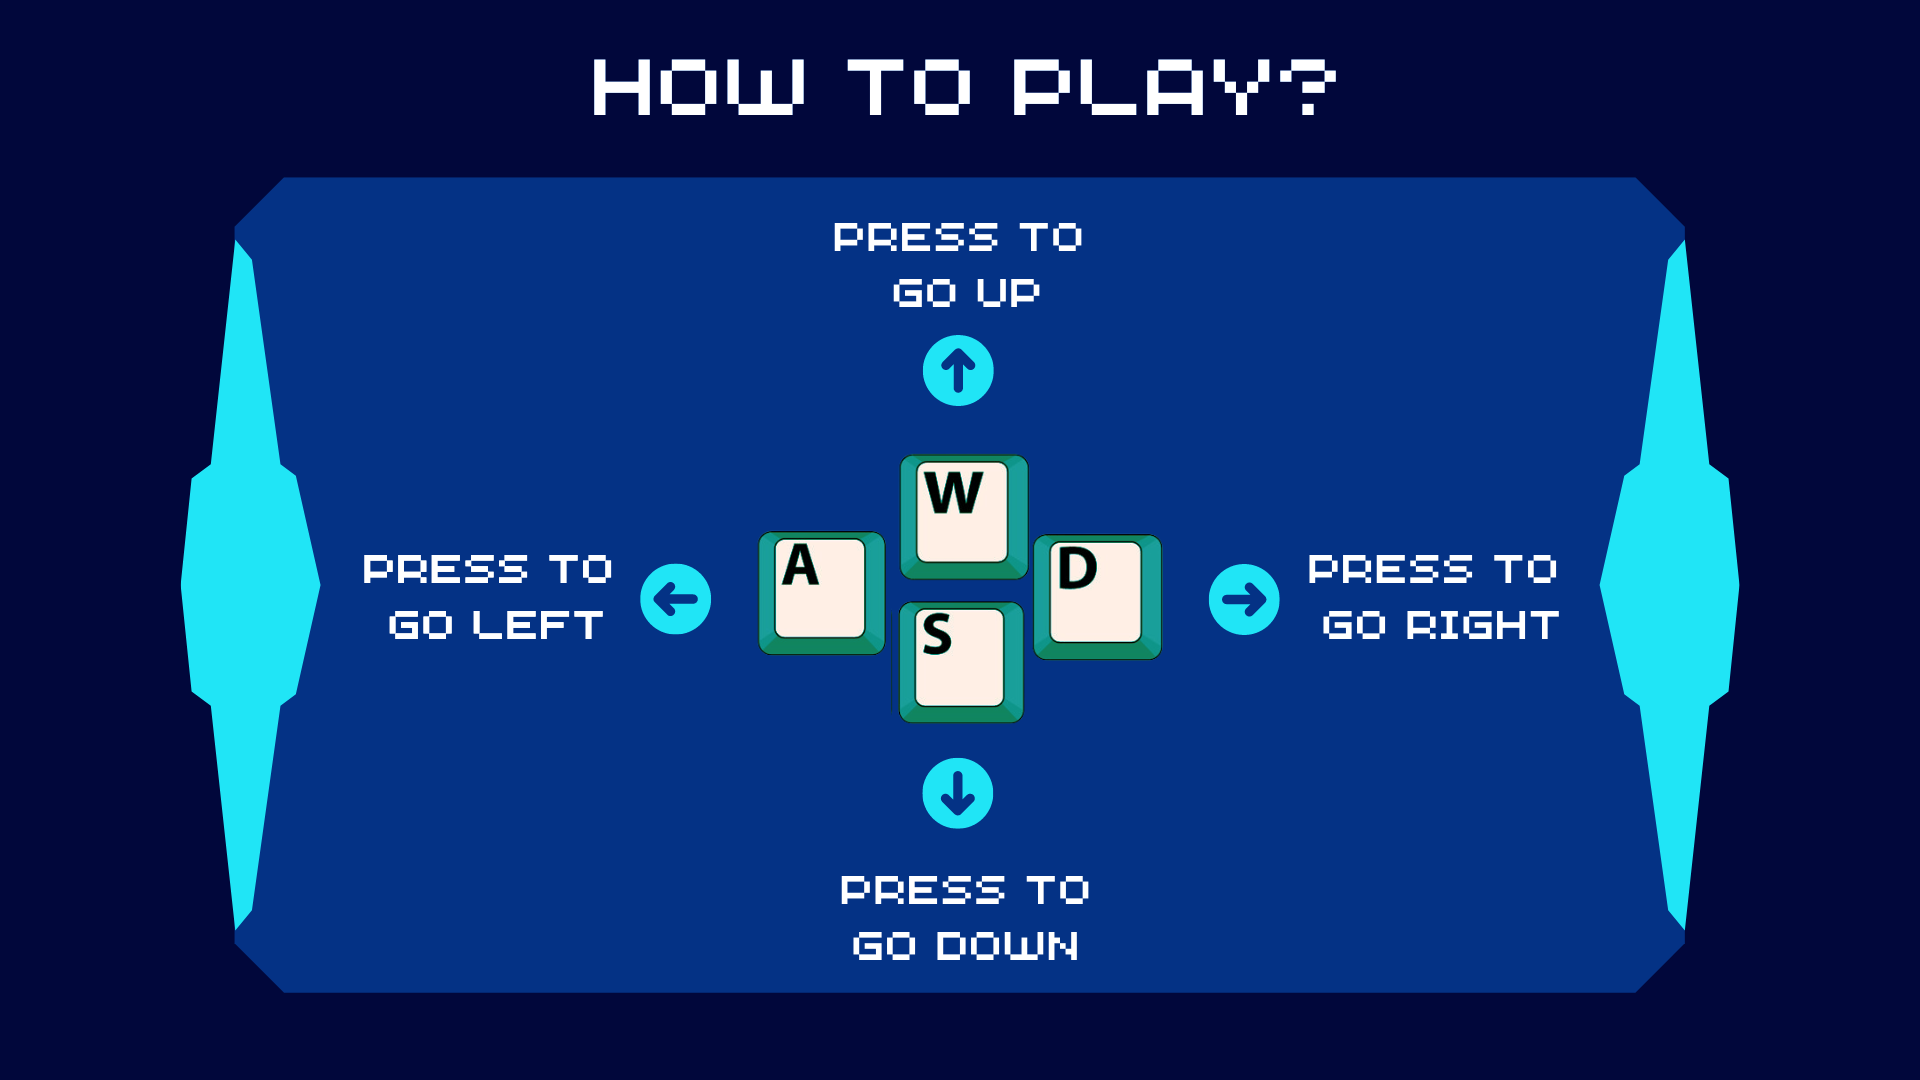 HOW TO PLAY?
PRESS TO
GO UP
W
A
D
S
PRESS TO
GO LEFT
PRESS TO
GO RIGHT
PRESS TO
GO DOWN